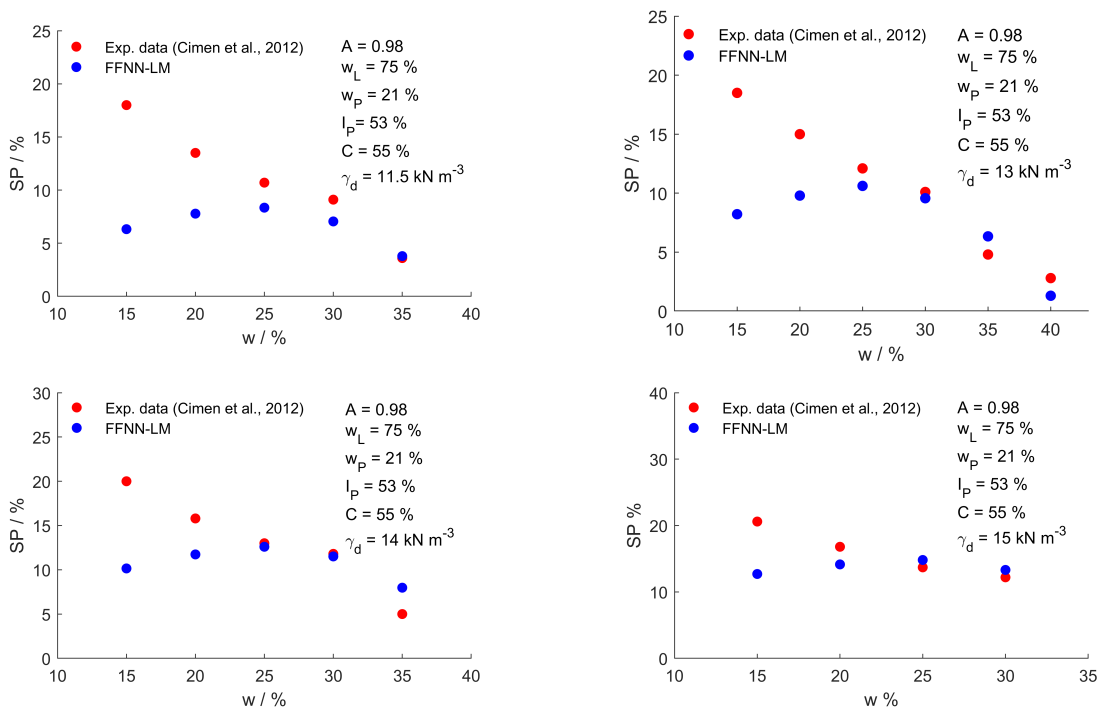 25
20
15
10
5
0
SP / %
10 15 20 25 30 35 40
w / %
Exp. data (Cimen et al., 2012)
FFNN-LM
A = 0.98
w_L = 75 %
w_P = 21 %
I_P= 53 %
C = 55 %
γ_d = 11.5 kN m^-3
25
20
15
10
5
0
SP / %
10 15 20 25 30 35 40
w / %
Exp. data (Cimen et al., 2012)
FFNN-LM
A = 0.98
w_L = 75 %
w_P = 21 %
I_P = 53 %
C = 55 %
γ_d = 13 kN m^-3
30
25
20
15
10
5
0
SP / %
10 15 20 25 30 35 40
w / %
Exp. data (Cimen et al., 2012)
FFNN-LM
A = 0.98
w_L = 75 %
w_P = 21 %
I_P = 53 %
C = 55 %
γ_d = 14 kN m^-3
40
30
20
10
0
SP %
10 15 20 25 30 35
w %
Exp. data (Cimen et al., 2012)
FFNN-LM
A = 0.98
w_L = 75 %
w_P = 21 %
I_P = 53 %
C = 55 %
γ_d = 15 kN m^-3